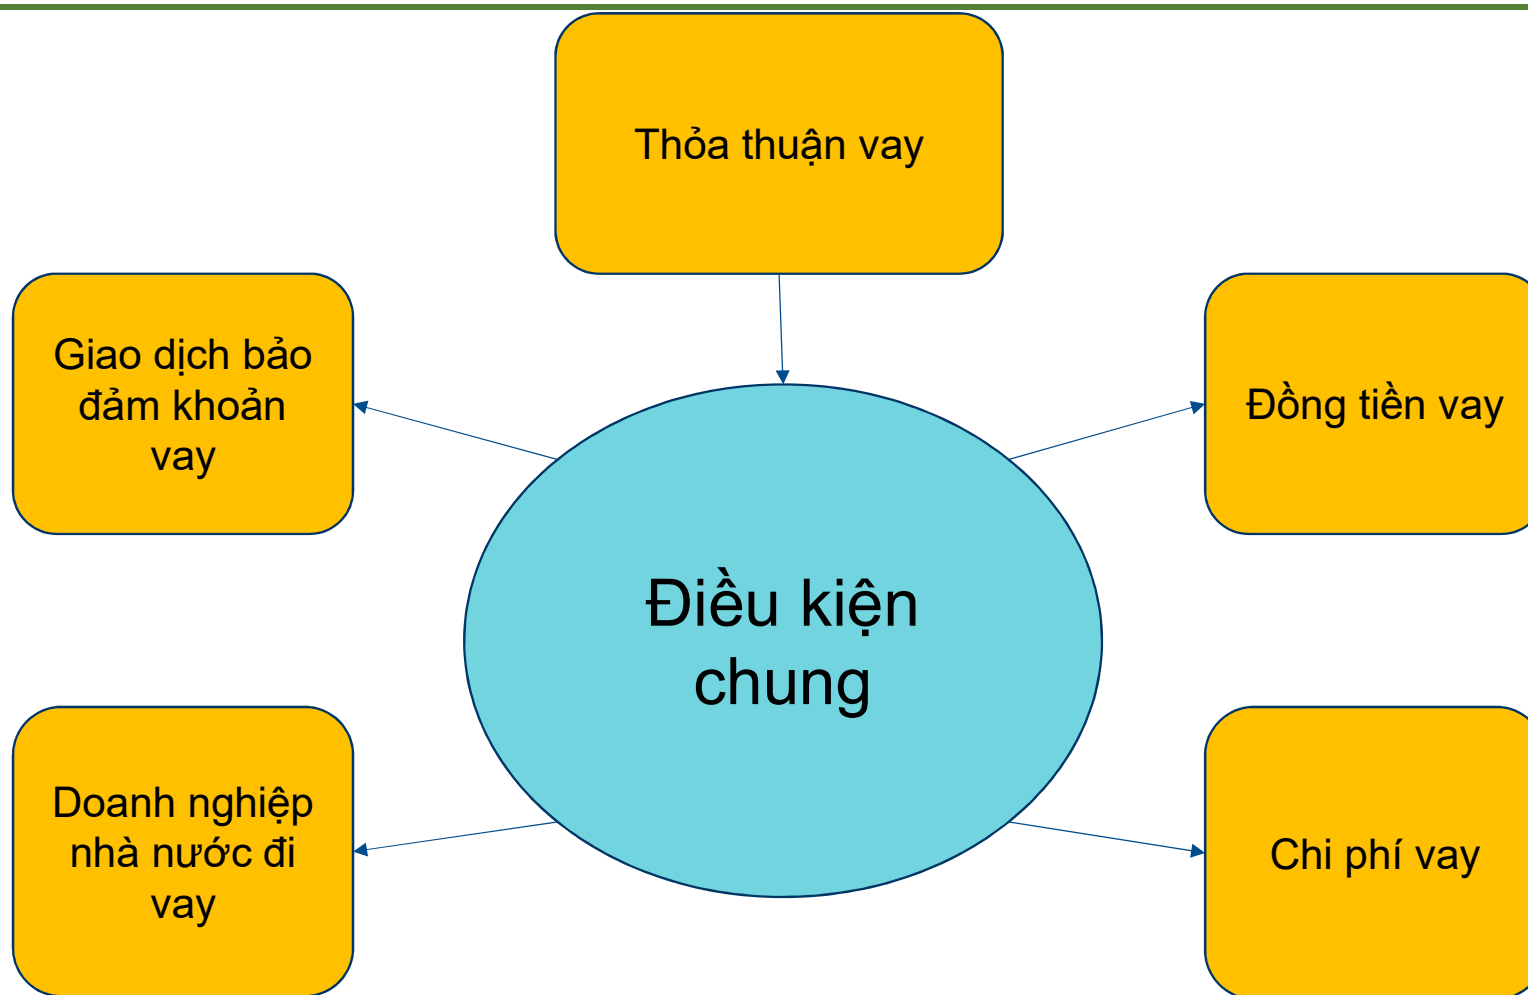 Thỏa thuận vay
Giao dịch bảo
đảm khoản
vay
Đồng tiền vay
Điều kiện
chung
Doanh nghiệp
nhà nước đi
vay
Chi phí vay